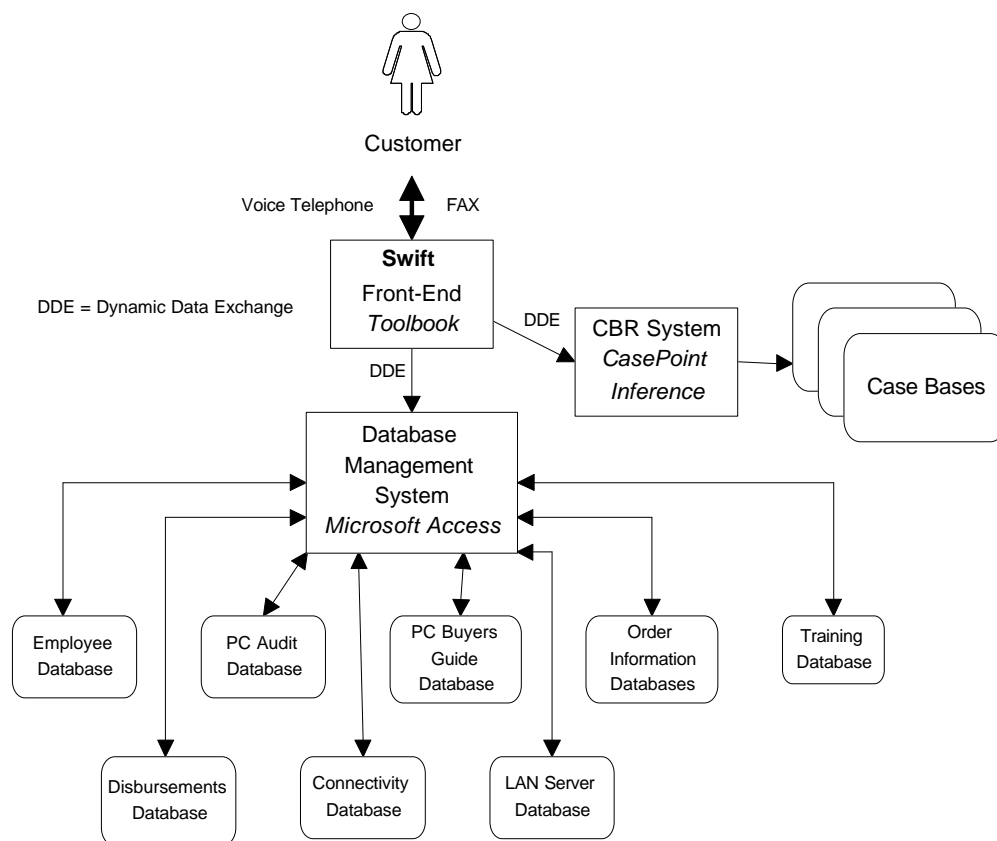 Customer
Voice Telephone
FAX
Swift
Front-End
Toolbook
DDE = Dynamic Data Exchange
DDE
CBR System
CasePoint
Inference
Case Bases
DDE
Database
Management
System
Microsoft Access
Employee
Database
PC Audit
Database
PC Buyers
Guide
Database
Order
Information
Databases
Training
Database
Disbursements
Database
Connectivity
Database
LAN Server
Database